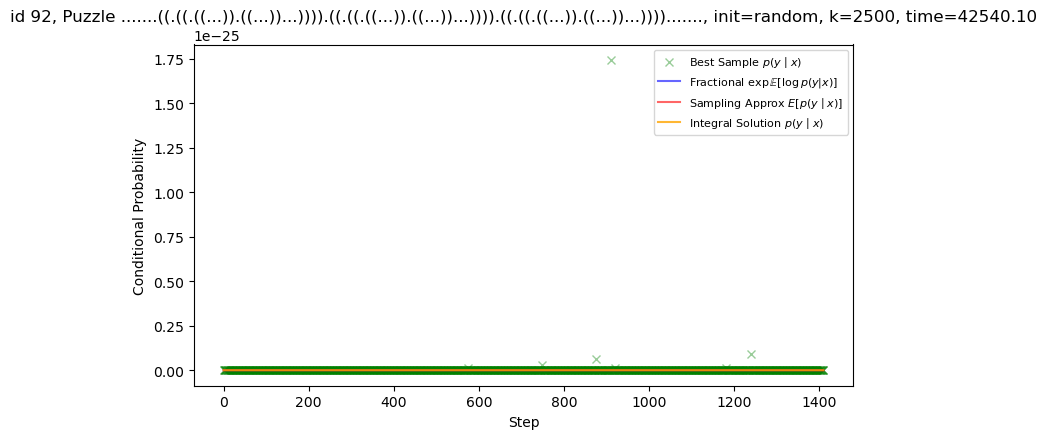 id 92, Puzzle .......((.((.((...)).((...))...)))).((.((.((...)).((...))...)))).((.((.((...)).((...))...))))......., init=random, k=2500, time=42540.10
1e−25
1.75
1.50
1.25
1.00
0.75
0.50
0.25
0.00
Conditional Probability
Best Sample p(y | x)
Fractional exp 𝔼[log p(y|x)]
Sampling Approx E[p(y | x)]
Integral Solution p(y | x)
0 200 400 600 800 1000 1200 1400
Step